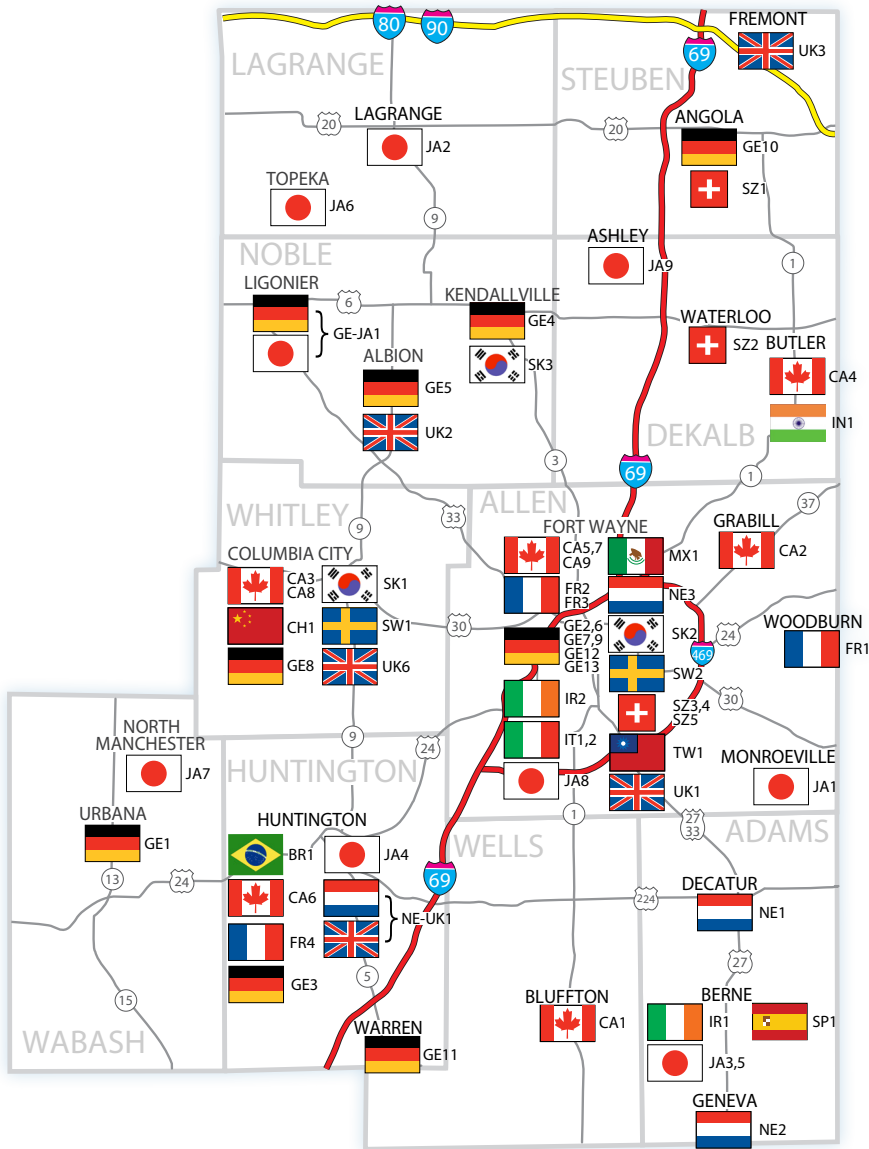 80
90
FREMONT
UK3
LAGRANGE
STEUBEN
69
20
LAGRANGE
JA2
20
ANGOLA
GE10
SZ1
TOPEKA
JA6
9
NOBLE
ASHLEY
JA9
1
LIGONIER
6
GE-JA1
KENDALLVILLE
GE4
SK3
WATERLOO
SZ2
BUTLER
CA4
IN1
ALBION
GE5
UK2
DEKALB
3
69
1
WHITLEY
9
33
ALLEN
37
FORT WAYNE
CA5,7
CA9
MX1
FR2
FR3
NE3
GE2,6
GE7,9
GE12
GE13
SK2
SW2
IR2
SZ3,4
SZ5
IT1,2
TW1
JA8
UK1
GRABILL
CA2
COLUMBIA CITY
CA3
CA8
SK1
CH1
SW1
GE8
UK6
30
24
469
30
WOODBURN
FR1
NORTH
MANCHESTER
JA7
9
24
HUNTINGTON
MONROEVILLE
JA1
1
27
33
URBANA
GE1
13
24
HUNTINGTON
BR1
JA4
CA6
NE-UK1
FR4
GE3
5
69
WELLS
ADAMS
224
DECATUR
NE1
27
15
WABASH
WARREN
GE11
BLUFFTON
CA1
BERNE
IR1
SP1
JA3,5
GENEVA
NE2